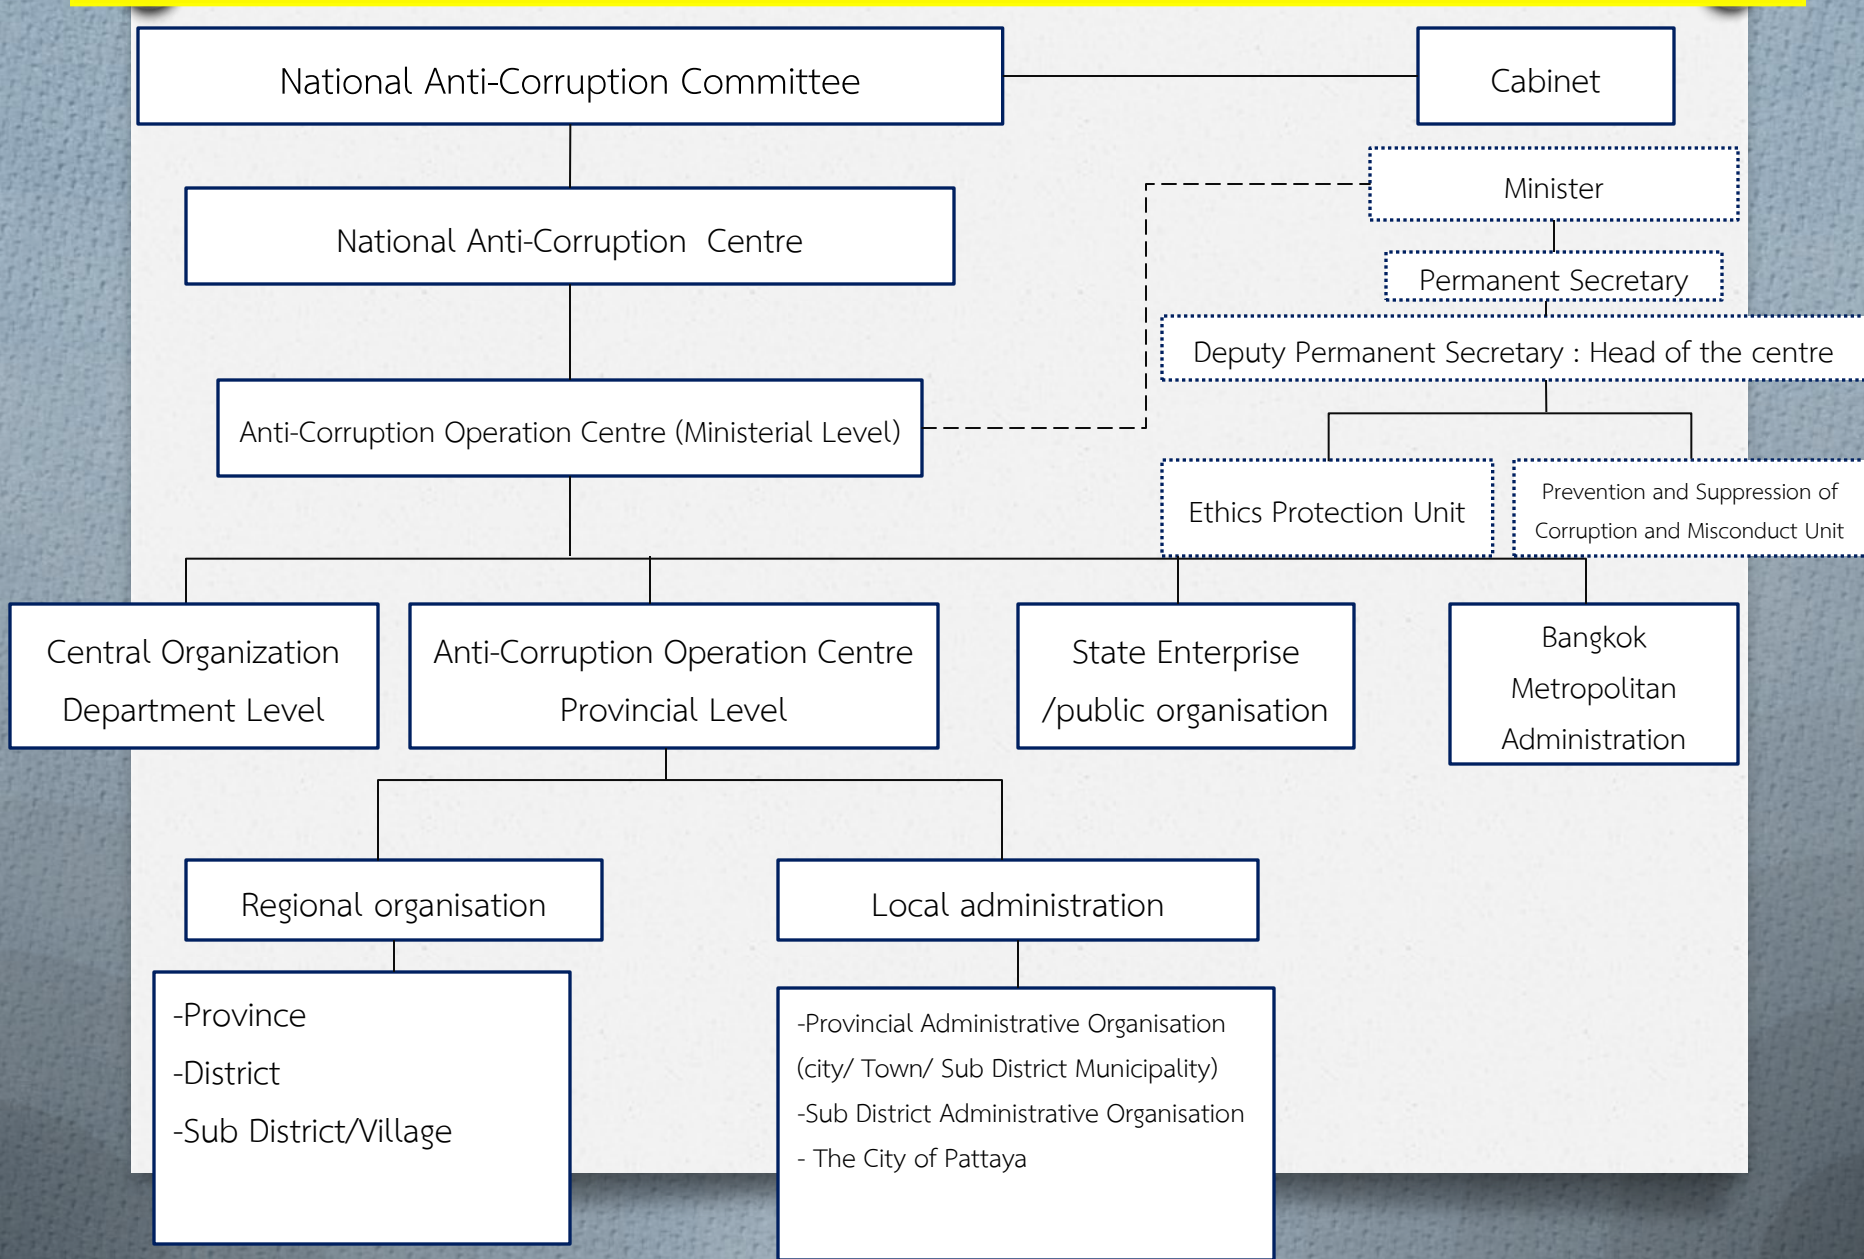 National Anti-Corruption Committee
Cabinet
Minister
National Anti-Corruption Centre
Permanent Secretary
Deputy Permanent Secretary : Head of the centre
Anti-Corruption Operation Centre (Ministerial Level)
Ethics Protection Unit
Prevention and Suppression of
Corruption and Misconduct Unit
Central Organization
Department Level
Anti-Corruption Operation Centre
Provincial Level
State Enterprise
/public organisation
Bangkok
Metropolitan
Administration
Regional organisation
Local administration
-Province
-District
-Sub District/Village
-Provincial Administrative Organisation
(city/ Town/ Sub District Municipality)
-Sub District Administrative Organisation
- The City of Pattaya